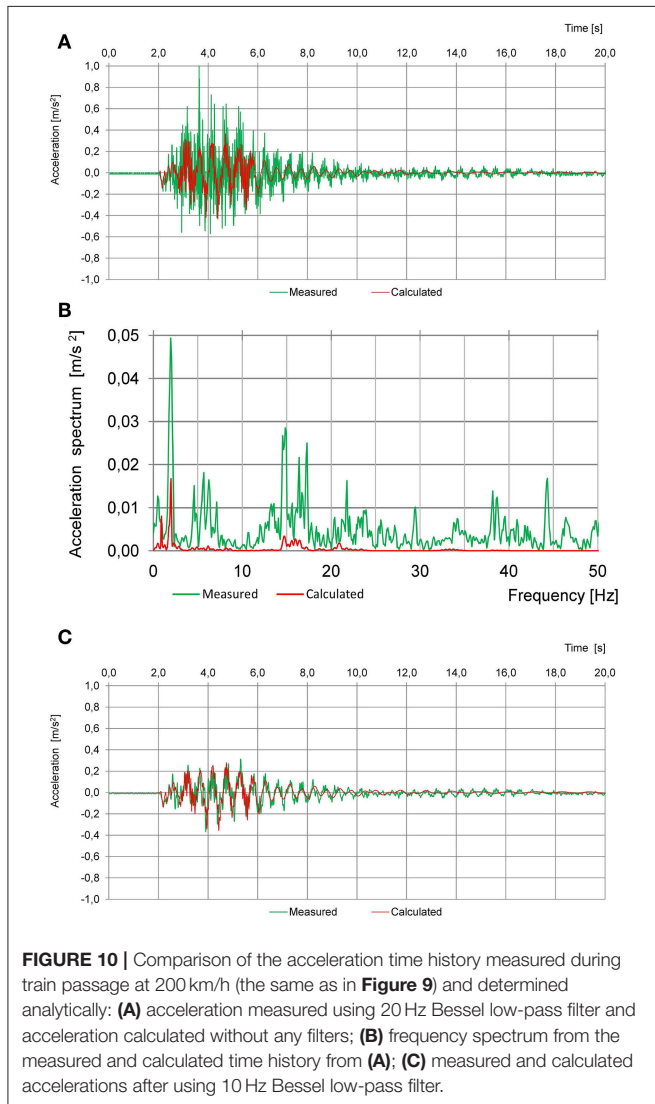 A
Time [s]
0,0 2,0 4,0 6,0 8,0 10,0 12,0 14,0 16,0 18,0 20,0
Acceleration [m/s²]
1,0
0,8
0,6
0,4
0,2
0,0
-0,2
-0,4
-0,6
-0,8
-1,0
Measured Calculated
B
Acceleration spectrum [m/s ²]
0,05
0,04
0,03
0,02
0,01
0,00
0 10 20 30 40 50
Measured Calculated Frequency [Hz]
C
Time [s]
0,0 2,0 4,0 6,0 8,0 10,0 12,0 14,0 16,0 18,0 20,0
Acceleration [m/s²]
1,0
0,8
0,6
0,4
0,2
0,0
-0,2
-0,4
-0,6
-0,8
-1,0
Measured Calculated
FIGURE 10 | Comparison of the acceleration time history measured during
train passage at 200 km/h (the same as in Figure 9) and determined
analytically: (A) acceleration measured using 20 Hz Bessel low-pass filter and
acceleration calculated without any filters; (B) frequency spectrum from the
measured and calculated time history from (A); (C) measured and calculated
accelerations after using 10 Hz Bessel low-pass filter.